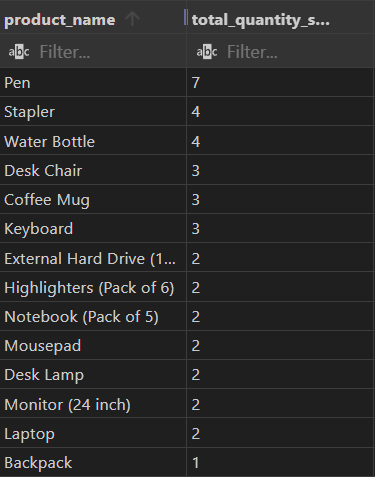 product_name total_quantity_s...
abc Filter... abc Filter...
Pen 7
Stapler 4
Water Bottle 4
Desk Chair 3
Coffee Mug 3
Keyboard 3
External Hard Drive (1... 2
Highlighters (Pack of 6) 2
Notebook (Pack of 5) 2
Mousepad 2
Desk Lamp 2
Monitor (24 inch) 2
Laptop 2
Backpack 1